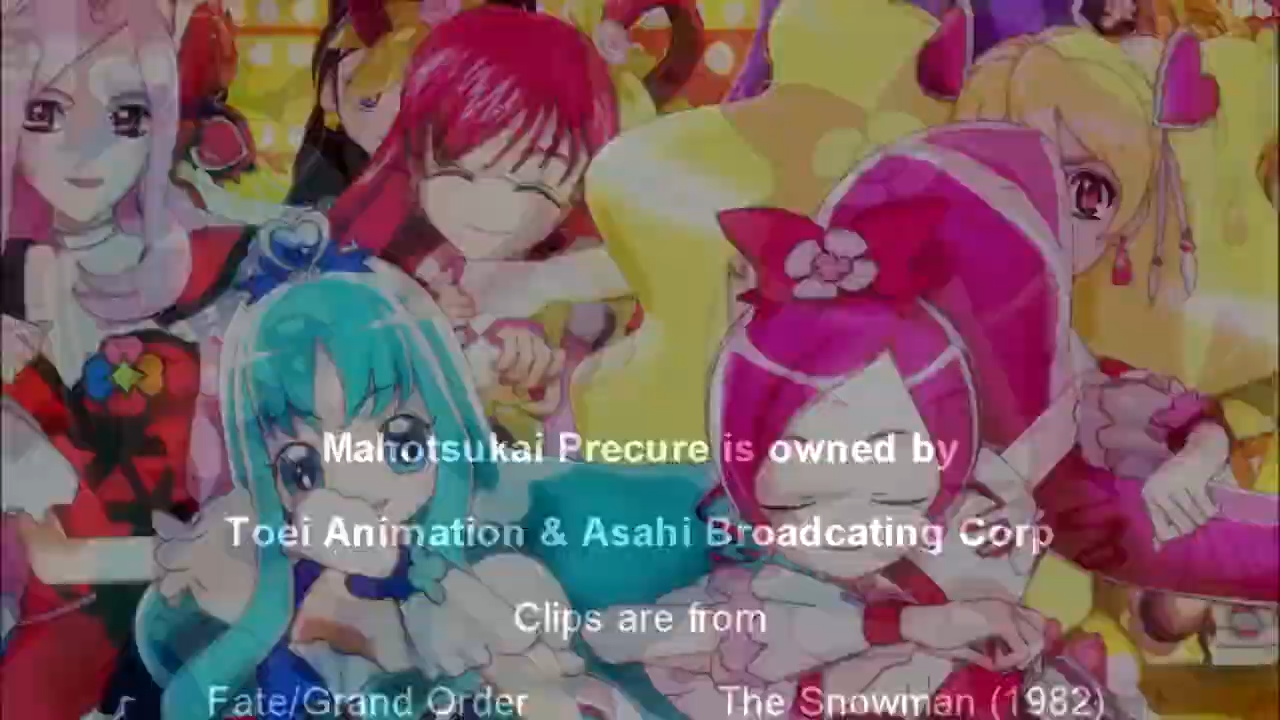 Mahotsukai Precure is owned by
Toei Animation & Asahi Broadcating Corp
Clips are from
Fate/Grand Order The Snowman (1982)